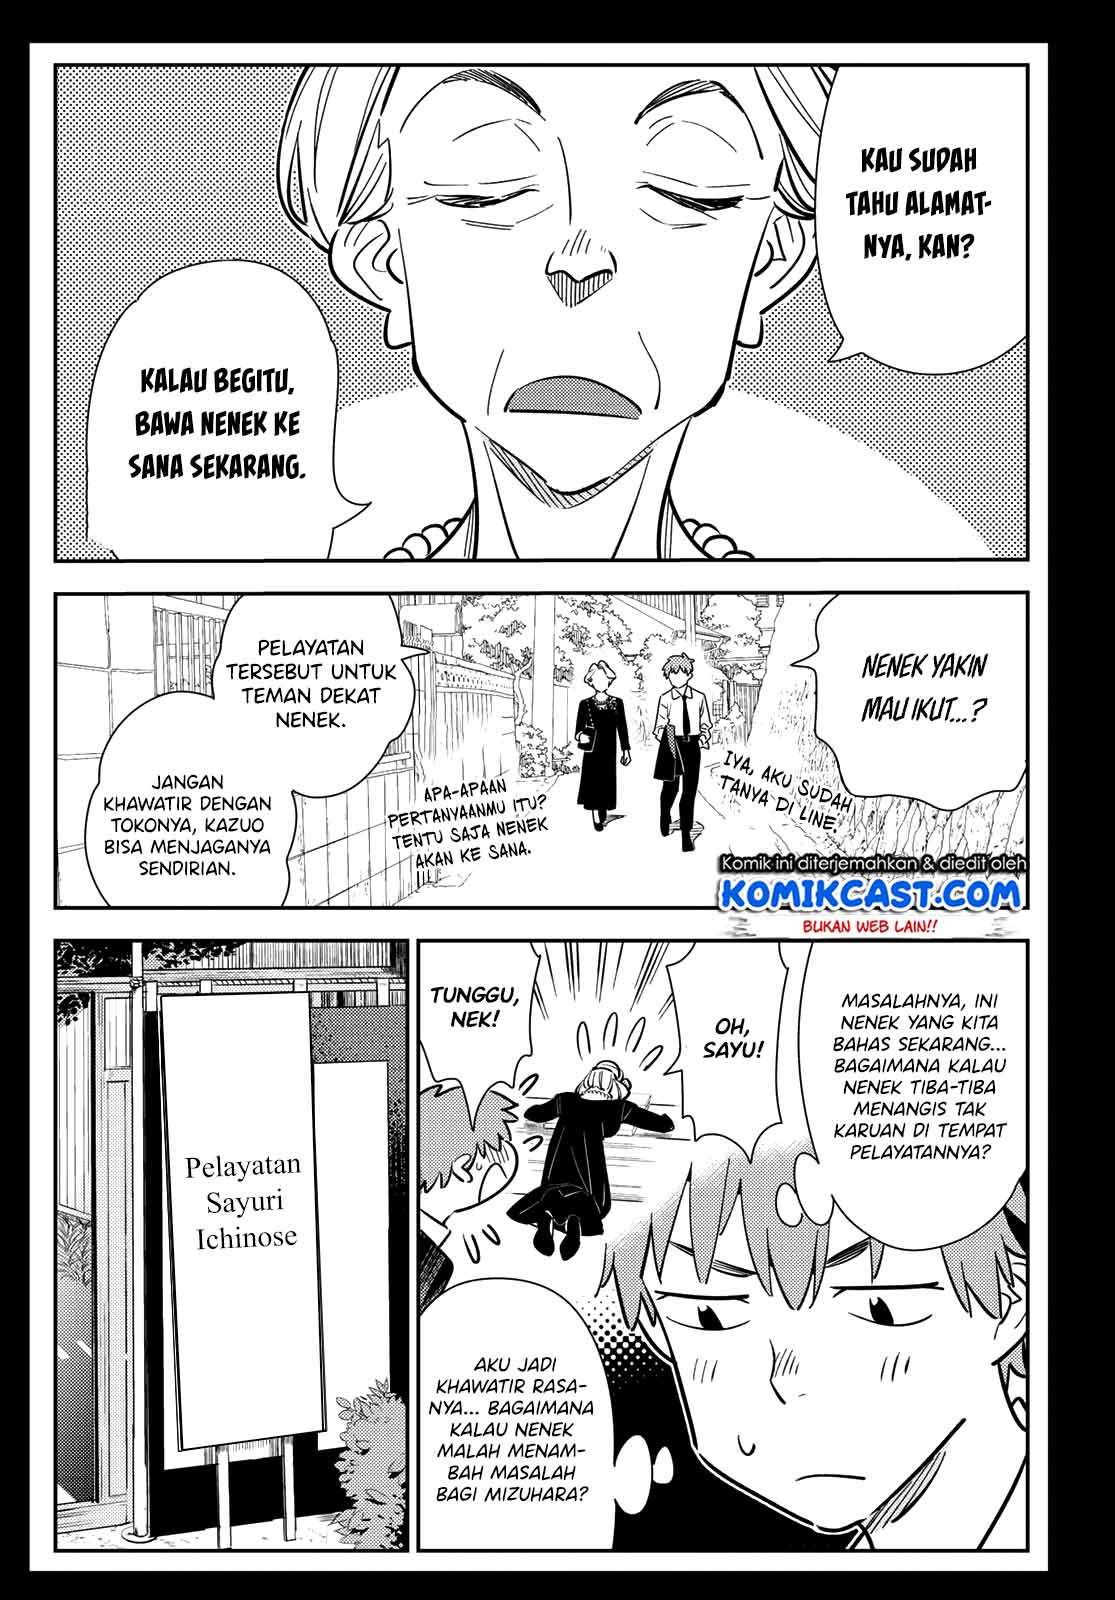 KAU SUDAH
TAHU ALAMAT-
NYA, KAN?
KALAU BEGITU,
BAWA NENEK KE
SANA SEKARANG.
NENEK YAKIN
MAU IKUT...?
IYA, AKU SUDAH
TANYA DI LINE.
PELAYATAN
TERSEBUT UNTUK
TEMAN DEKAT
NENEK.
JANGAN
KHAWATIR DENGAN
TOKONYA, KAZUO
BISA MENJAGANYA
SENDIRIAN.
APA-APAAN
PERTANYAANMU ITU?
TENTU SAJA NENEK
AKAN KE SANA.
Komik ini diterjemahkan & diedit oleh
KOMIKCAST.COM
BUKAN WEB LAIN!!
MASALAHNYA, INI
NENEK YANG KITA
BAHAS SEKARANG...
BAGAIMANA KALAU
NENEK TIBA-TIBA
MENANGIS TAK
KARUAN DI TEMPAT
PELAYATANNYA?
OH,
SAYU!
TUNGGU,
NEK!
AKU JADI
KHAWATIR RASA-
NYA... BAGAIMANA
KALAU NENEK
MALAH MENAM-
BAH MASALAH
BAGI MIZUHARA?
Pelayatan
Sayuri
Ichinose